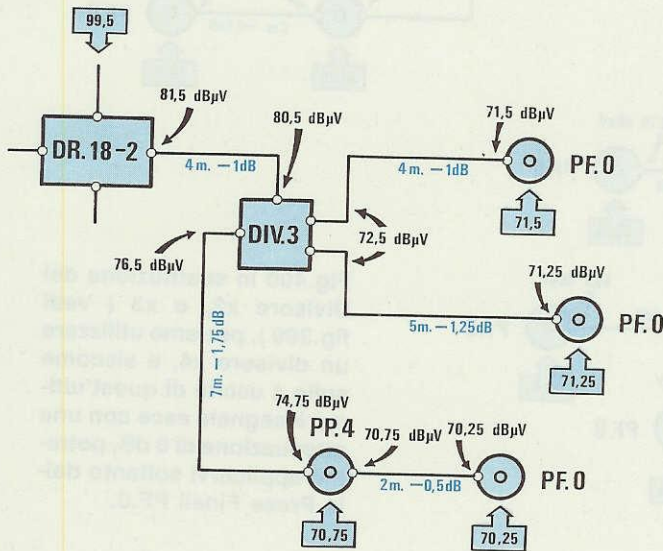 99,5
81,5 dBµV
80,5 dBµV
71,5 dBµV
DR. 18-2
4 m. – 1dB
4 m. – 1dB
PF. 0
71,5
76,5 dBµV
DIV.3
72,5 dBµV
71,25 dBµV
7m. – 1,75dB
5m. – 1,25dB
PF. 0
71,25
74,75 dBµV
PP. 4
70,75 dBµV
70,25 dBµV
2m. – 0,5dB
PF. 0
70,75
70,25